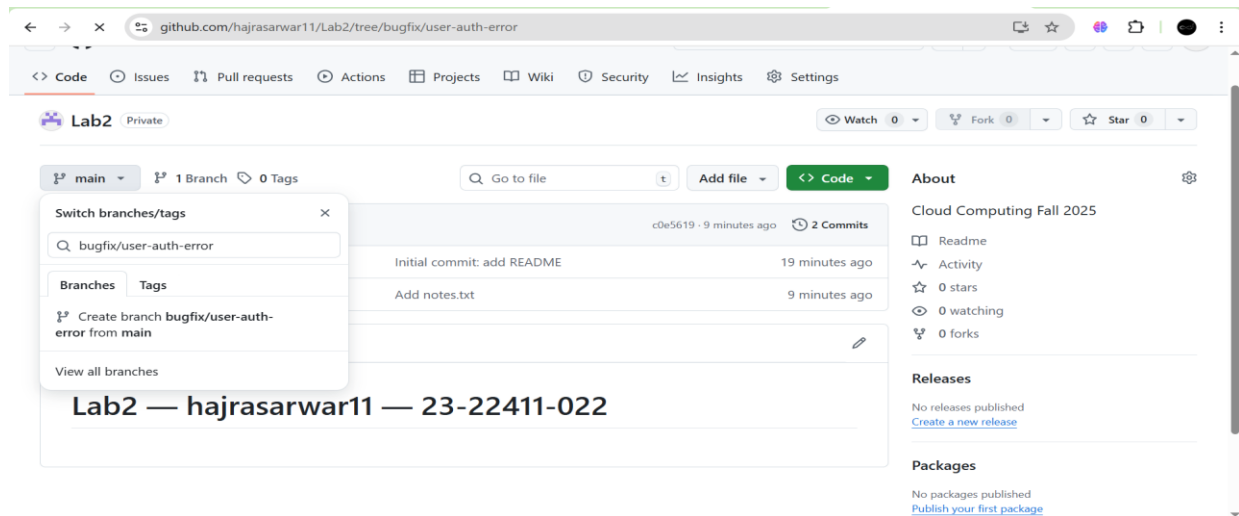 github.com/hajrasarwar11/Lab2/tree/bugfix/user-auth-error
<> Code Issues Pull requests Actions Projects Wiki Security Insights Settings
Lab2 Private Watch 0 Fork 0 Star 0
main 1 Branch 0 Tags Go to file t Add file <> Code
Switch branches/tags
bugfix/user-auth-error
Branches Tags
Create branch bugfix/user-auth-
error from main
View all branches
c0e5619 · 9 minutes ago 2 Commits
Initial commit: add README 19 minutes ago
Add notes.txt 9 minutes ago
Lab2 — hajrasarwar11 — 23-22411-022
About
Cloud Computing Fall 2025
Readme
Activity
0 stars
0 watching
0 forks
Releases
No releases published
Create a new release
Packages
No packages published
Publish your first package